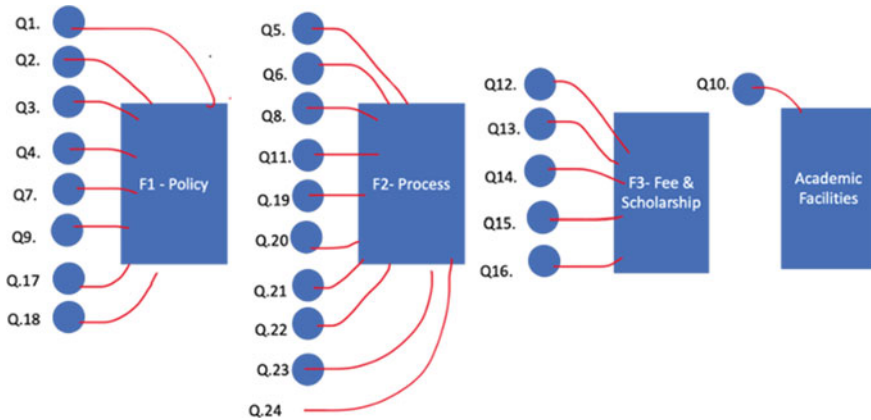 Q1.
Q2.
Q3.
Q4.
Q7.
Q9.
Q.17
Q.18
F1 - Policy
Q5.
Q6.
Q8.
Q11.
Q.19
Q.20
Q.21
Q.22
Q.23
Q.24
F2- Process
Q12.
Q13.
Q14.
Q15.
Q16.
F3- Fee &
Scholarship
Q10.
Academic
Facilities